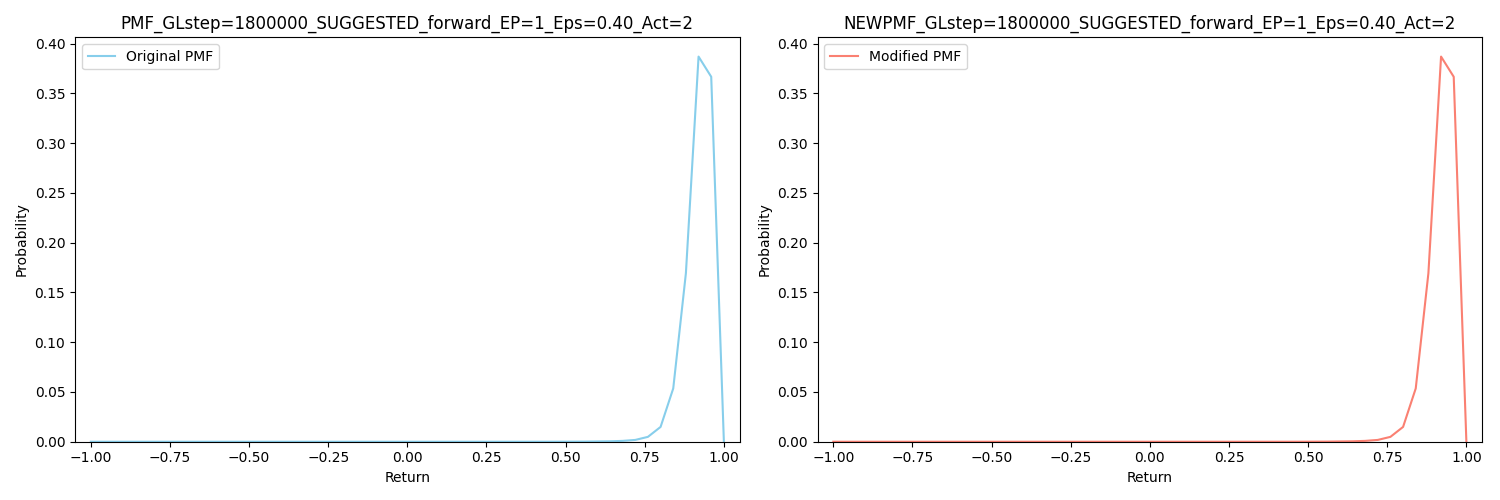 PMF_GLstep=1800000_SUGGESTED_forward_EP=1_Eps=0.40_Act=2
Original PMF
Probability
0.40
0.35
0.30
0.25
0.20
0.15
0.10
0.05
0.00
−1.00 −0.75 −0.50 −0.25 0.00 0.25 0.50 0.75 1.00
Return
NEWPMF_GLstep=1800000_SUGGESTED_forward_EP=1_Eps=0.40_Act=2
Modified PMF
Probability
0.40
0.35
0.30
0.25
0.20
0.15
0.10
0.05
0.00
−1.00 −0.75 −0.50 −0.25 0.00 0.25 0.50 0.75 1.00
Return